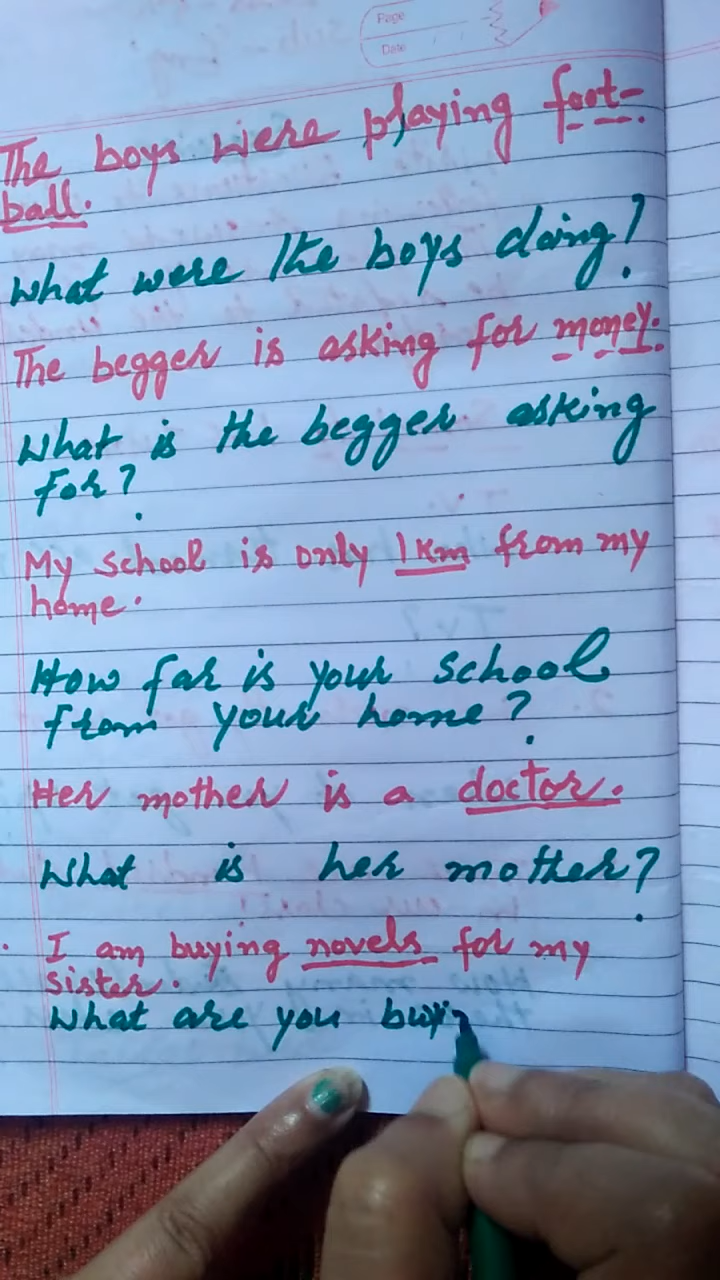 Page
Date
The boys were playing foot-
ball.
What were the boys doing?
The begger is asking for money.
What is the begger asking
for?
My school is only 1 Km from my
home.
How far is your school
from your home?
Her mother is a doctor.
What is her mother?
I am buying novels for my
sister.
What are you buyi